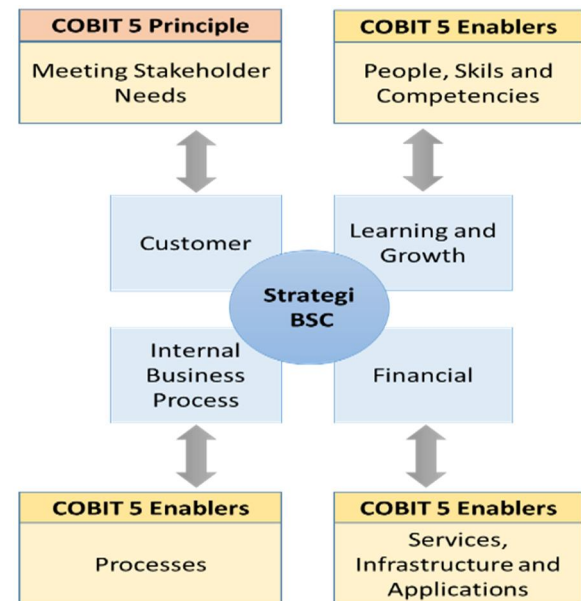 COBIT 5 Principle
Meeting Stakeholder
Needs
COBIT 5 Enablers
People, Skils and
Competencies
Customer
Learning and
Growth
Strategi
BSC
Internal
Business
Process
Financial
COBIT 5 Enablers
Processes
COBIT 5 Enablers
Services,
Infrastructure and
Applications